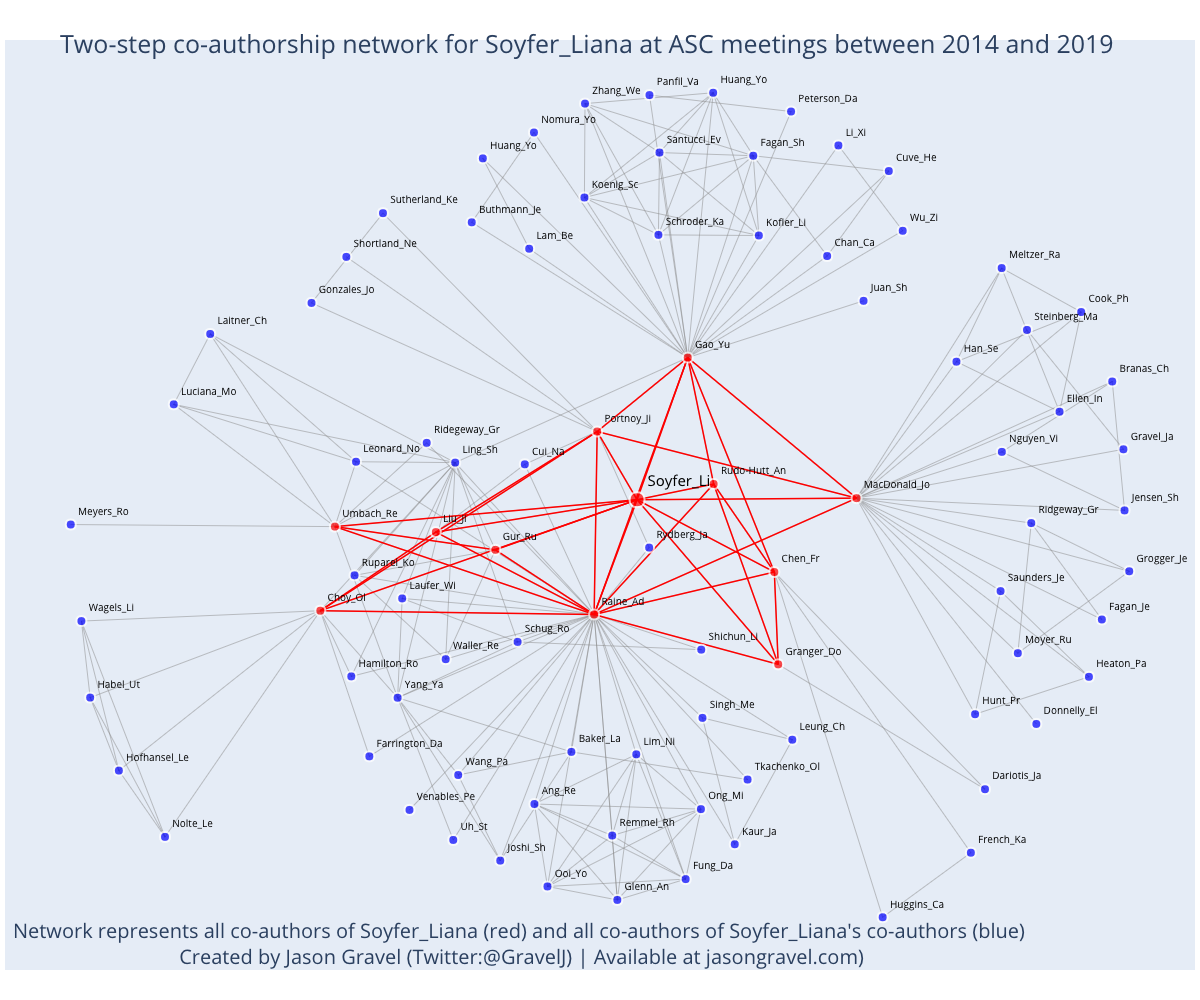 Two-step co-authorship network for Soyfer_Liana at ASC meetings between 2014 and 2019
Huang_Yo
Panfil_Va
Zhang_We
Peterson_Da
Nomura_Yo
Li_Xi
Santucci_Ev
Fagan_Sh
Huang_Yo
Cuve_He
Koenig_Sc
Sutherland_Ke
Buthmann_Je
Schroder_Ka
Kofler_Li
Wu_Zi
Lam_Be
Chan_Ca
Shortland_Ne
Meltzer_Ra
Juan_Sh
Gonzales_Jo
Cook_Ph
Steinberg_Ma
Laitner_Ch
Gao_Yu
Han_Se
Branas_Ch
Luciana_Mo
Ellen_In
Portnoy_Ji
Ridegeway_Gr
Gravel_Ja
Nguyen_Vi
Leonard_No
Ling_Sh
Cui_Na
Rudo-Hutt_An
Soyfer_Li
MacDonald_Jo
Jensen_Sh
Meyers_Ro
Umbach_Re
Liu_Ji
Ridgeway_Gr
Gur_Ru
Rydberg_Ja
Chen_Fr
Grogger_Je
Ruparel_Ko
Laufer_Wi
Saunders_Je
Choy_Ol
Raine_Ad
Wagels_Li
Fagan_Je
Schug_Ro
Shichun_Li
Moyer_Ru
Waller_Re
Granger_Do
Hamilton_Ro
Heaton_Pa
Yang_Ya
Habel_Ut
Singh_Me
Hunt_Pr
Donnelly_El
Leung_Ch
Farrington_Da
Baker_La
Lim_Ni
Hofhansel_Le
Wang_Pa
Tkachenko_Ol
Dariotis_Ja
Ang_Re
Ong_Mi
Venables_Pe
Nolte_Le
Uh_St
Remmel_Rh
Kaur_Ja
French_Ka
Joshi_Sh
Fung_Da
Ooi_Yo
Glenn_An
Huggins_Ca
Network represents all co-authors of Soyfer_Liana (red) and all co-authors of Soyfer_Liana's co-authors (blue)
Created by Jason Gravel (Twitter:@GravelJ) | Available at jasongravel.com)